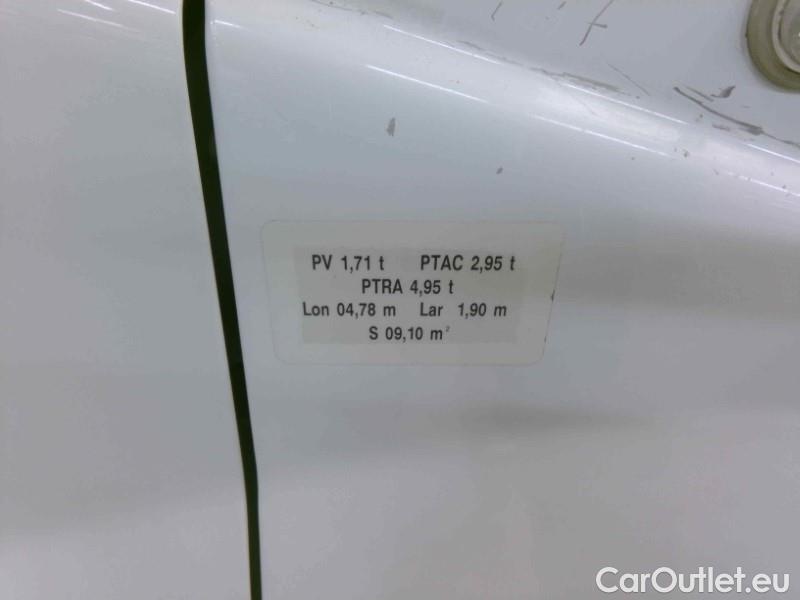 PV 1,71 t PTAC 2,95 t
PTRA 4,95 t
Lon 04,78 m Lar 1,90 m
S 09,10 m²
CarOutlet.eu